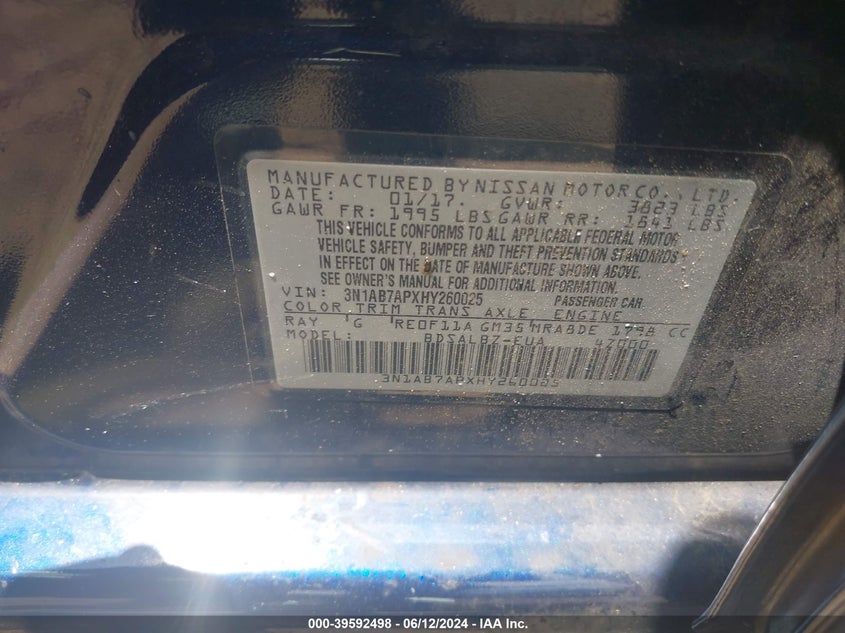 MANUFACTURED BY NISSAN MOTOR CO., LTD.
DATE: 01/17. GVWR: 3823 LBS
GAWR FR: 1995 LBS GAWR RR: 1841 LBS
THIS VEHICLE CONFORMS TO ALL APPLICABLE FEDERAL MOTOR
VEHICLE SAFETY, BUMPER AND THEFT PREVENTION STANDARDS
IN EFFECT ON THE DATE OF MANUFACTURE SHOWN ABOVE.
SEE OWNER'S MANUAL FOR ADDITIONAL INFORMATION.
VIN: 3N1AB7APXHY260025 PASSENGER CAR
COLOR TRIM TRANS AXLE ENGINE
RAY G RE0F11A GM35 MRA8DE 1798 CC
MODEL: BDSALBZ-EUA 4Z000
3N1AB7APXHY260025
000-39592498 - 06/12/2024 - IAA Inc.